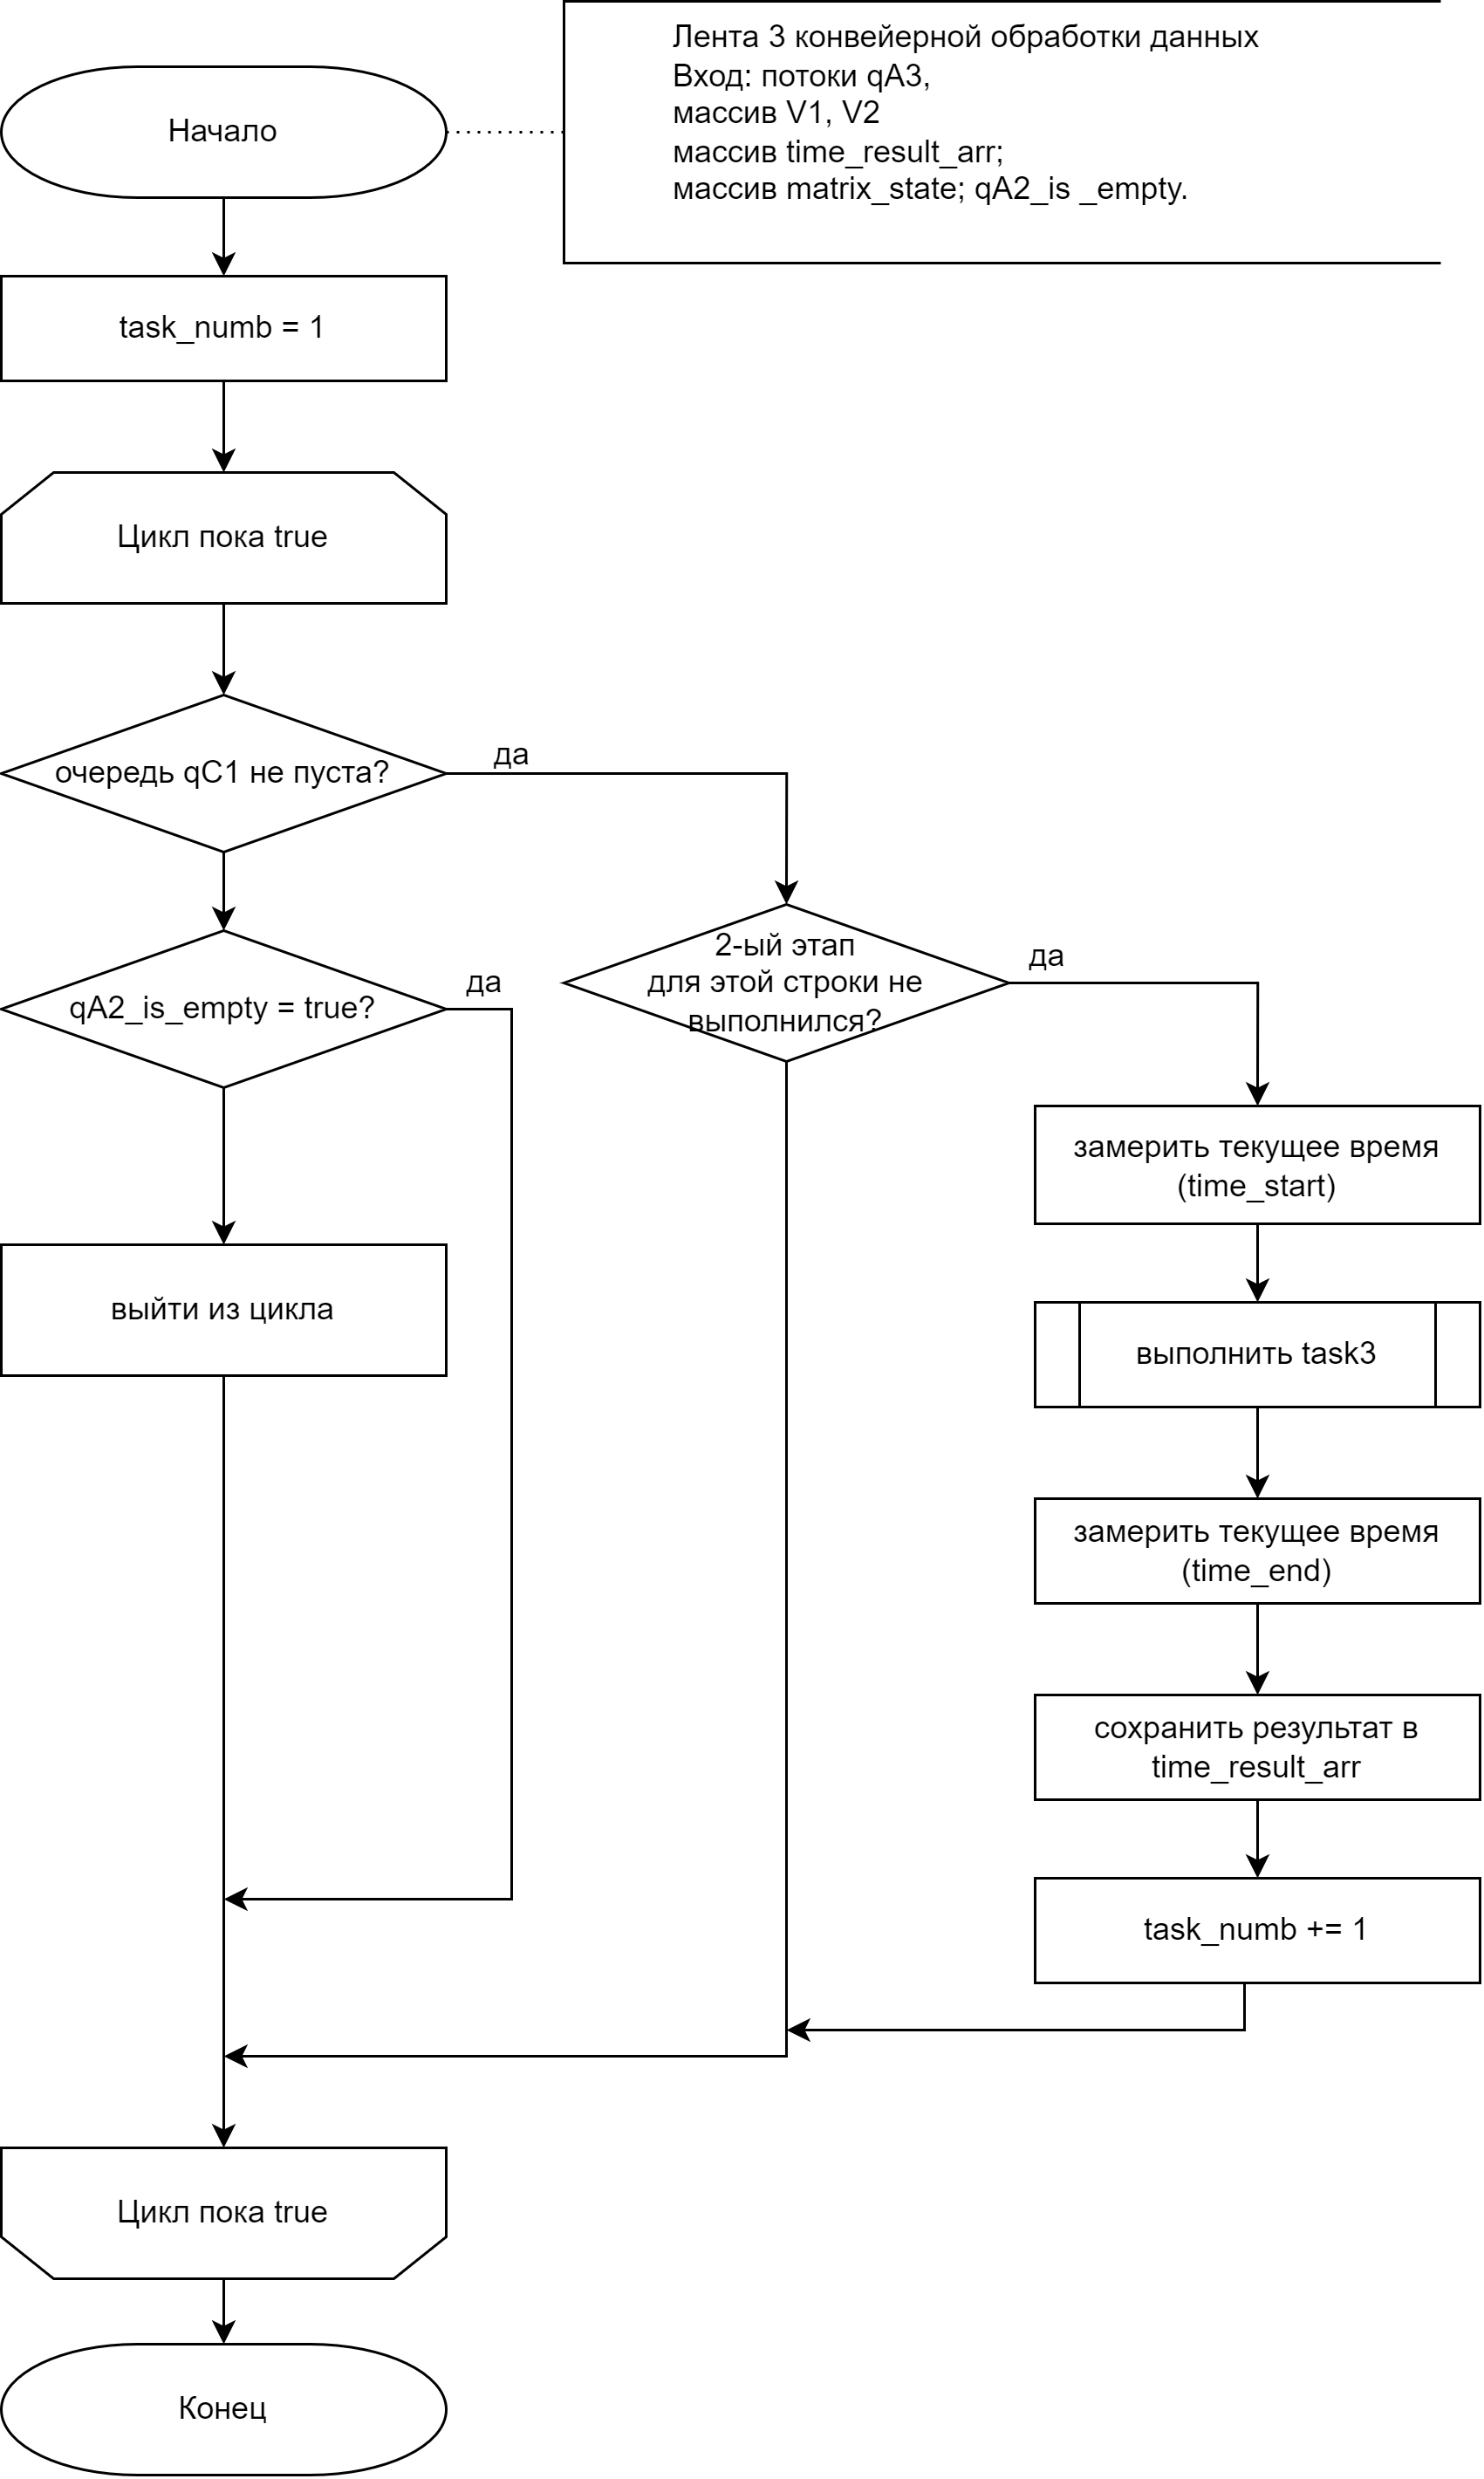 Лента 3 конвейерной обработки данных
Вход: потоки qA3,
массив V1, V2
массив time_result_arr;
массив matrix_state; qA2_is _empty.
Начало
task_numb = 1
Цикл пока true
очередь qC1 не пуста?
да
2-ый этап
для этой строки не
выполнился?
да
qA2_is_empty = true?
да
выйти из цикла
замерить текущее время
(time_start)
выполнить task3
замерить текущее время
(time_end)
сохранить результат в
time_result_arr
task_numb += 1
Цикл пока true
Конец